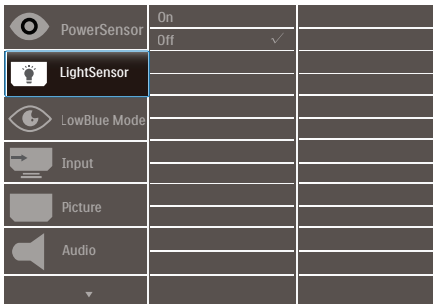 PowerSensor
On
Off
LightSensor
LowBlue Mode
Input
Picture
Audio